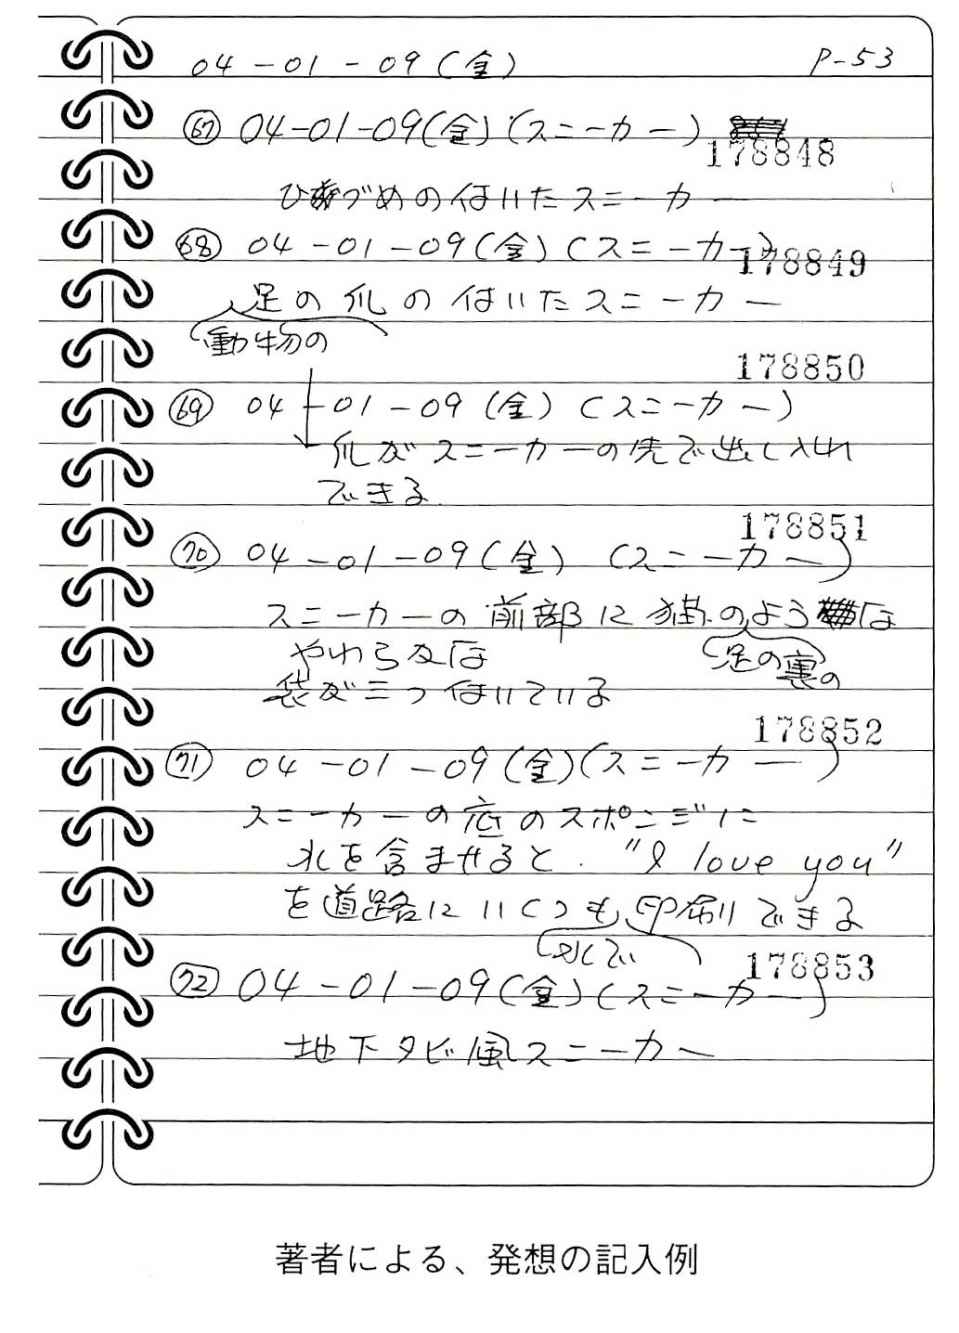 04-01-09(金) P-53
67 04-01-09(金)(スニーカー)
178848
ひづめの付いたスニーカー
68 04-01-09(金)(スニーカー)
178849
足の爪の付いたスニーカー
動物の
178850
69 04-01-09(金)(スニーカー)
爪がスニーカーの先で出し入れ
できる
178851
70 04-01-09(金)(スニーカー)
スニーカーの前部に猫のような
やわらかな 足の裏の
袋が三つ付いている
178852
71 04-01-09(金)(スニーカー)
スニーカーの底のスポンジに
水を含ませると、"I love you"
を道路にいくつも印刷できる
水で
178853
72 04-01-09(金)(スニーカー)
地下タビ風スニーカー
著者による、発想の記入例